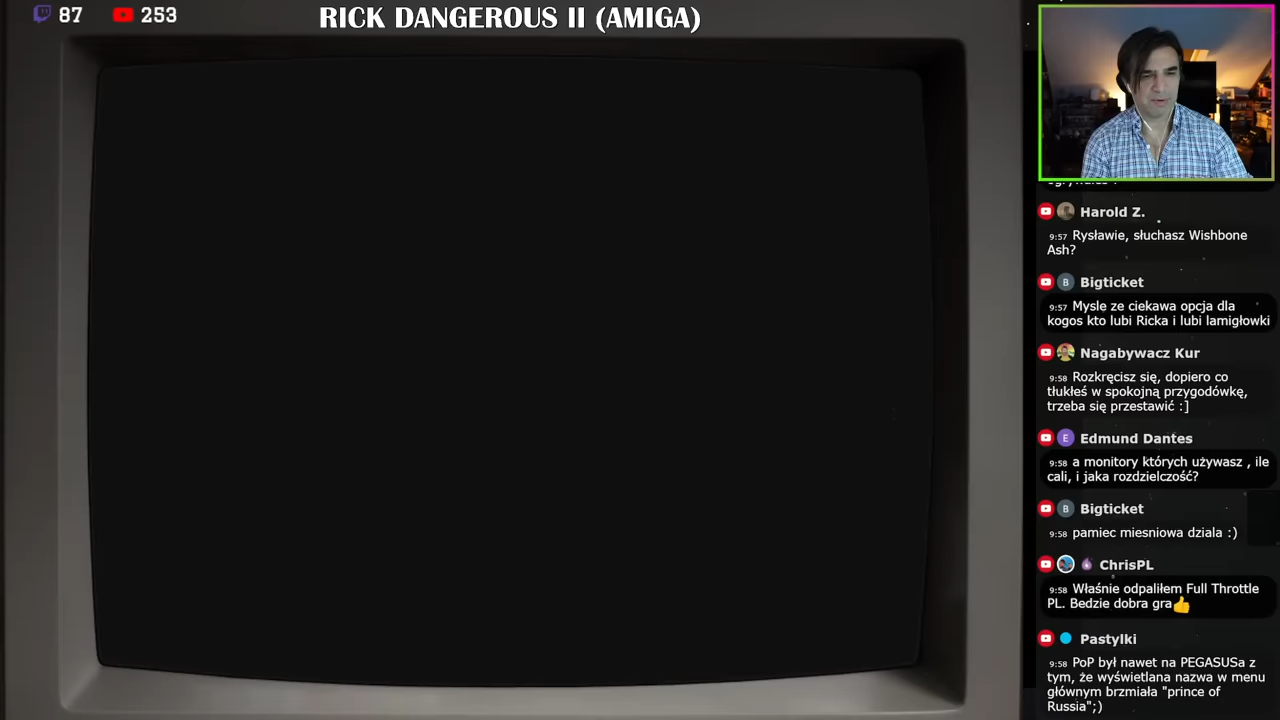 87
253
RICK DANGEROUS II (AMIGA)
Harold Z.
9:57 Rysławie, słuchasz Wishbone
Ash?
B
Bigticket
9:57 Mysle ze ciekawa opcja dla
kogos kto lubi Ricka i lubi lamigłowki
Nagabywacz Kur
9:58 Rozkręcisz się, dopiero co
tłukłeś w spokojną przygodówkę,
trzeba się przestawić :]
E
Edmund Dantes
9:58 a monitory których używasz , ile
cali, i jaka rozdzielczość?
B
Bigticket
9:58 pamiec miesniowa dziala :)
ChrisPL
9:58 Właśnie odpaliłem Full Throttle
PL. Bedzie dobra gra👍
Pastylki
9:58 PoP był nawet na PEGASUSa z
tym, że wyświetlana nazwa w menu
głównym brzmiała "prince of
Russia";)